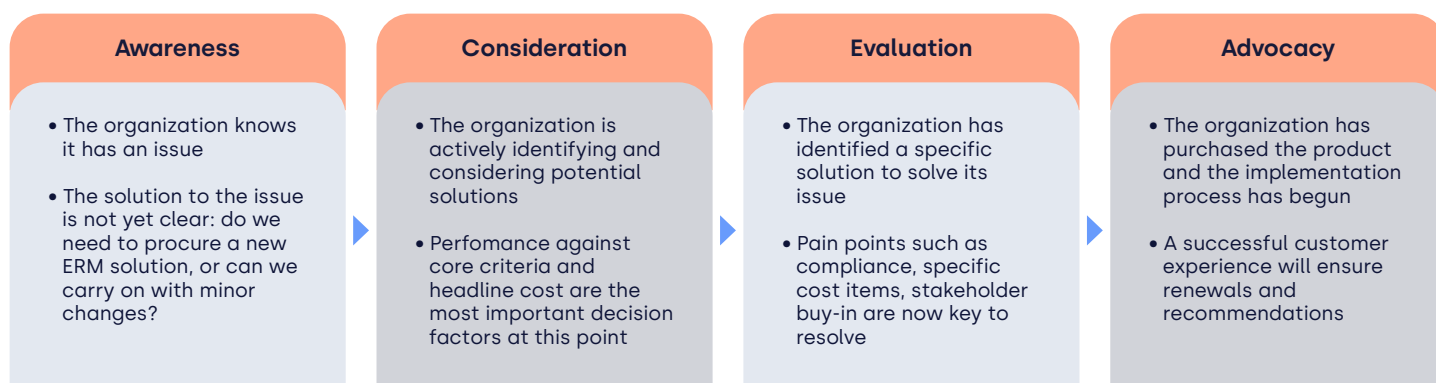 Awareness
• The organization knows
it has an issue
• The solution to the issue
is not yet clear: do we
need to procure a new
ERM solution, or can we
carry on with minor
changes?
Consideration
• The organization is
actively identifying and
considering potential
solutions
• Perfomance against
core criteria and
headline cost are the
most important decision
factors at this point
Evaluation
• The organization has
identified a specific
solution to solve its
issue
• Pain points such as
compliance, specific
cost items, stakeholder
buy-in are now key to
resolve
Advocacy
• The organization has
purchased the product
and the implementation
process has begun
• A successful customer
experience will ensure
renewals and
recommendations